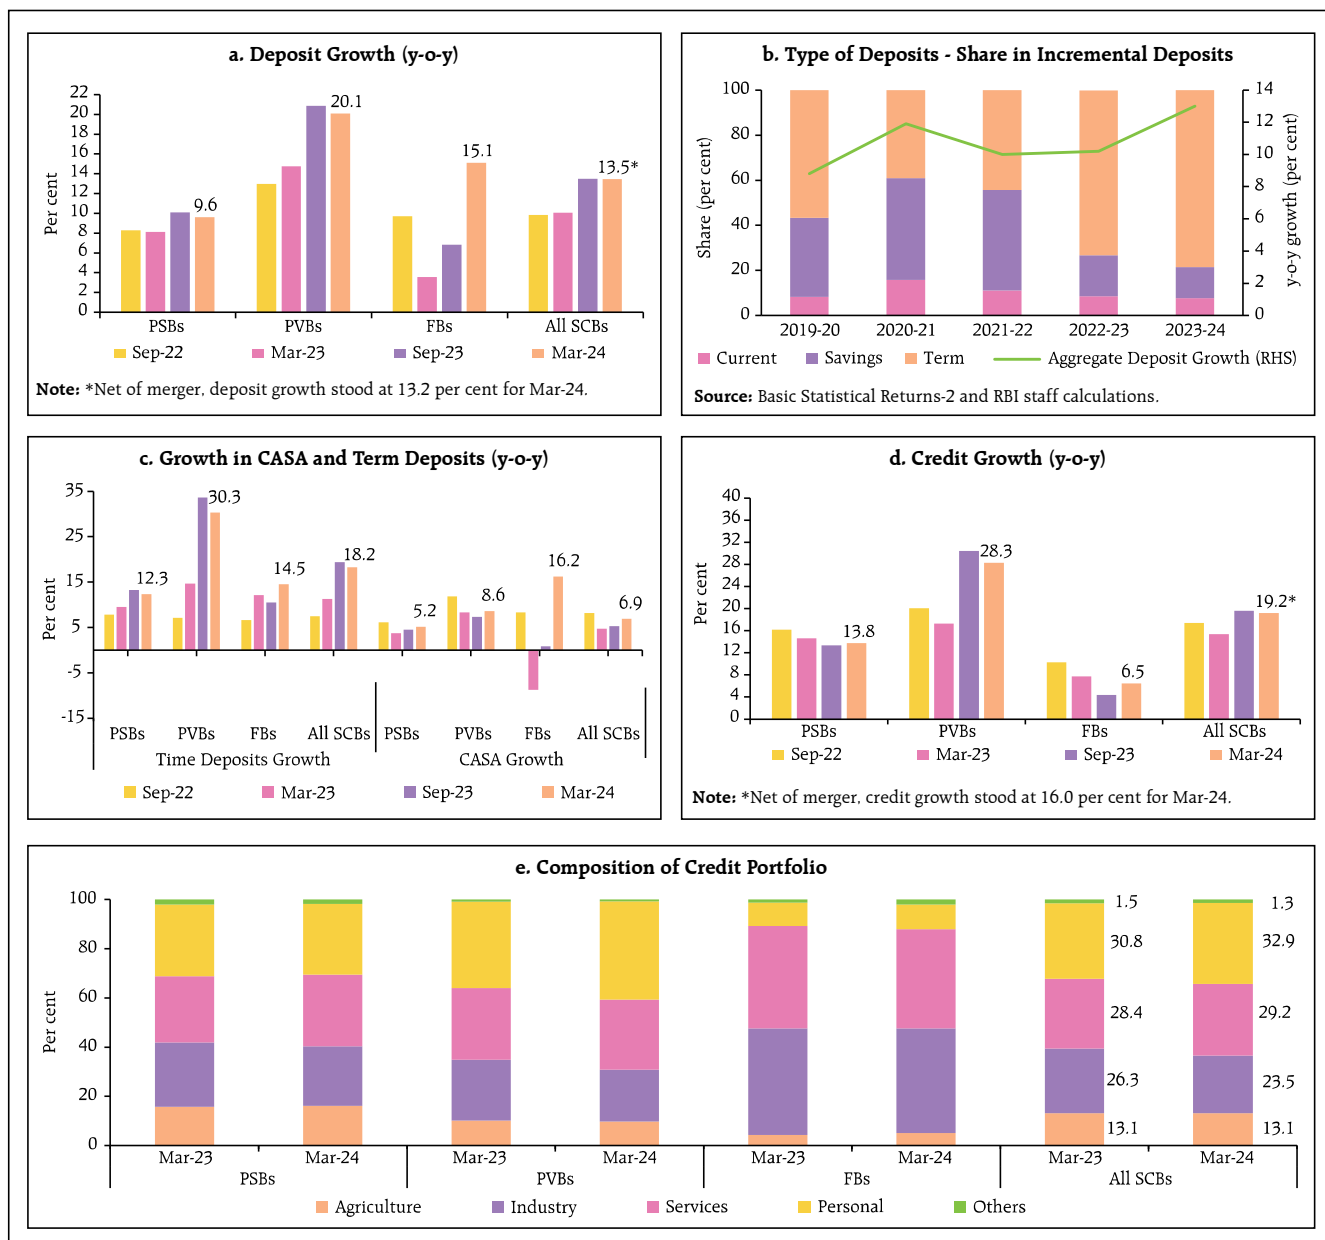 a. Deposit Growth (y-o-y)
Per cent
22
20
18
16
14
12
10
8
6
4
2
0
9.6
20.1
15.1
13.5*
PSBs PVBs FBs All SCBs
Sep-22 Mar-23 Sep-23 Mar-24
Note: *Net of merger, deposit growth stood at 13.2 per cent for Mar-24.
b. Type of Deposits - Share in Incremental Deposits
Share (per cent)
100
80
60
40
20
0
14
12
10
8
6
4
2
0
y-o-y growth (per cent)
2019-20 2020-21 2021-22 2022-23 2023-24
Current Savings Term Aggregate Deposit Growth (RHS)
Source: Basic Statistical Returns-2 and RBI staff calculations.
c. Growth in CASA and Term Deposits (y-o-y)
Per cent
35
25
15
5
-5
-15
12.3
30.3
14.5
18.2
5.2
8.6
16.2
6.9
PSBs PVBs FBs All SCBs PSBs PVBs FBs All SCBs
Time Deposits Growth CASA Growth
Sep-22 Mar-23 Sep-23 Mar-24
d. Credit Growth (y-o-y)
Per cent
40
36
32
28
24
20
16
12
8
4
0
13.8
28.3
6.5
19.2*
PSBs PVBs FBs All SCBs
Sep-22 Mar-23 Sep-23 Mar-24
Note: *Net of merger, credit growth stood at 16.0 per cent for Mar-24.
e. Composition of Credit Portfolio
Per cent
100
80
60
40
20
0
1.5
30.8
28.4
26.3
13.1
1.3
32.9
29.2
23.5
13.1
Mar-23 Mar-24 Mar-23 Mar-24 Mar-23 Mar-24 Mar-23 Mar-24
PSBs PVBs FBs All SCBs
Agriculture Industry Services Personal Others